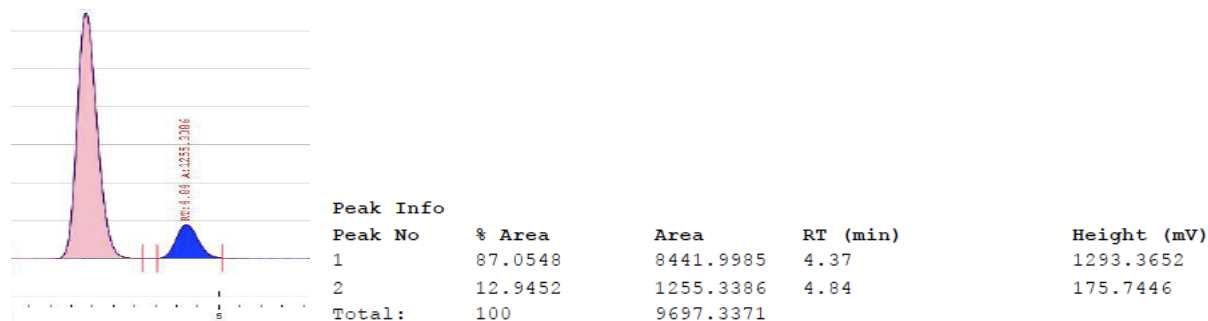 RT:4.84 A:1255.3386
5
Peak Info
Peak No % Area Area RT (min) Height (mV)
1 87.0548 8441.9985 4.37 1293.3652
2 12.9452 1255.3386 4.84 175.7446
Total: 100 9697.3371